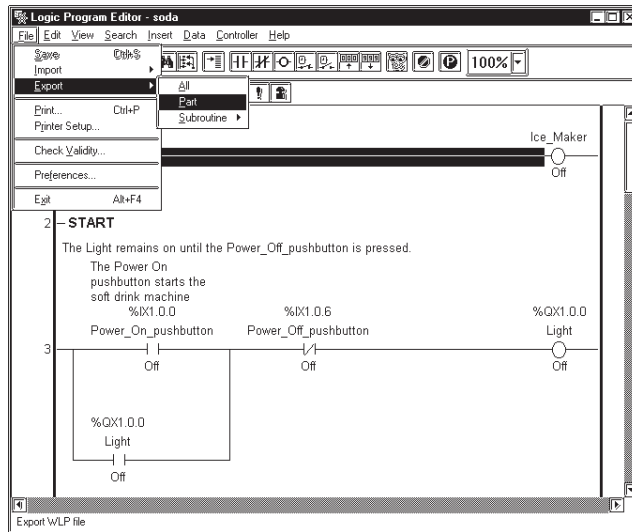 Logic Program Editor - soda
File Edit View Search Insert Data Controller Help
Save Ctrl+S
Import
Export
Print... Ctrl+P
Printer Setup...
Check Validity...
Preferences...
Exit Alt+F4
All
Part
Subroutine
100%
Ice_Maker
Off
2 START
The Light remains on until the Power_Off_pushbutton is pressed.
The Power On
pushbutton starts the
soft drink machine
%IX1.0.0 %IX1.0.6 %QX1.0.0
Power_On_pushbutton Power_Off_pushbutton Light
3
Off Off Off
%QX1.0.0
Light
Off
Export WLP file